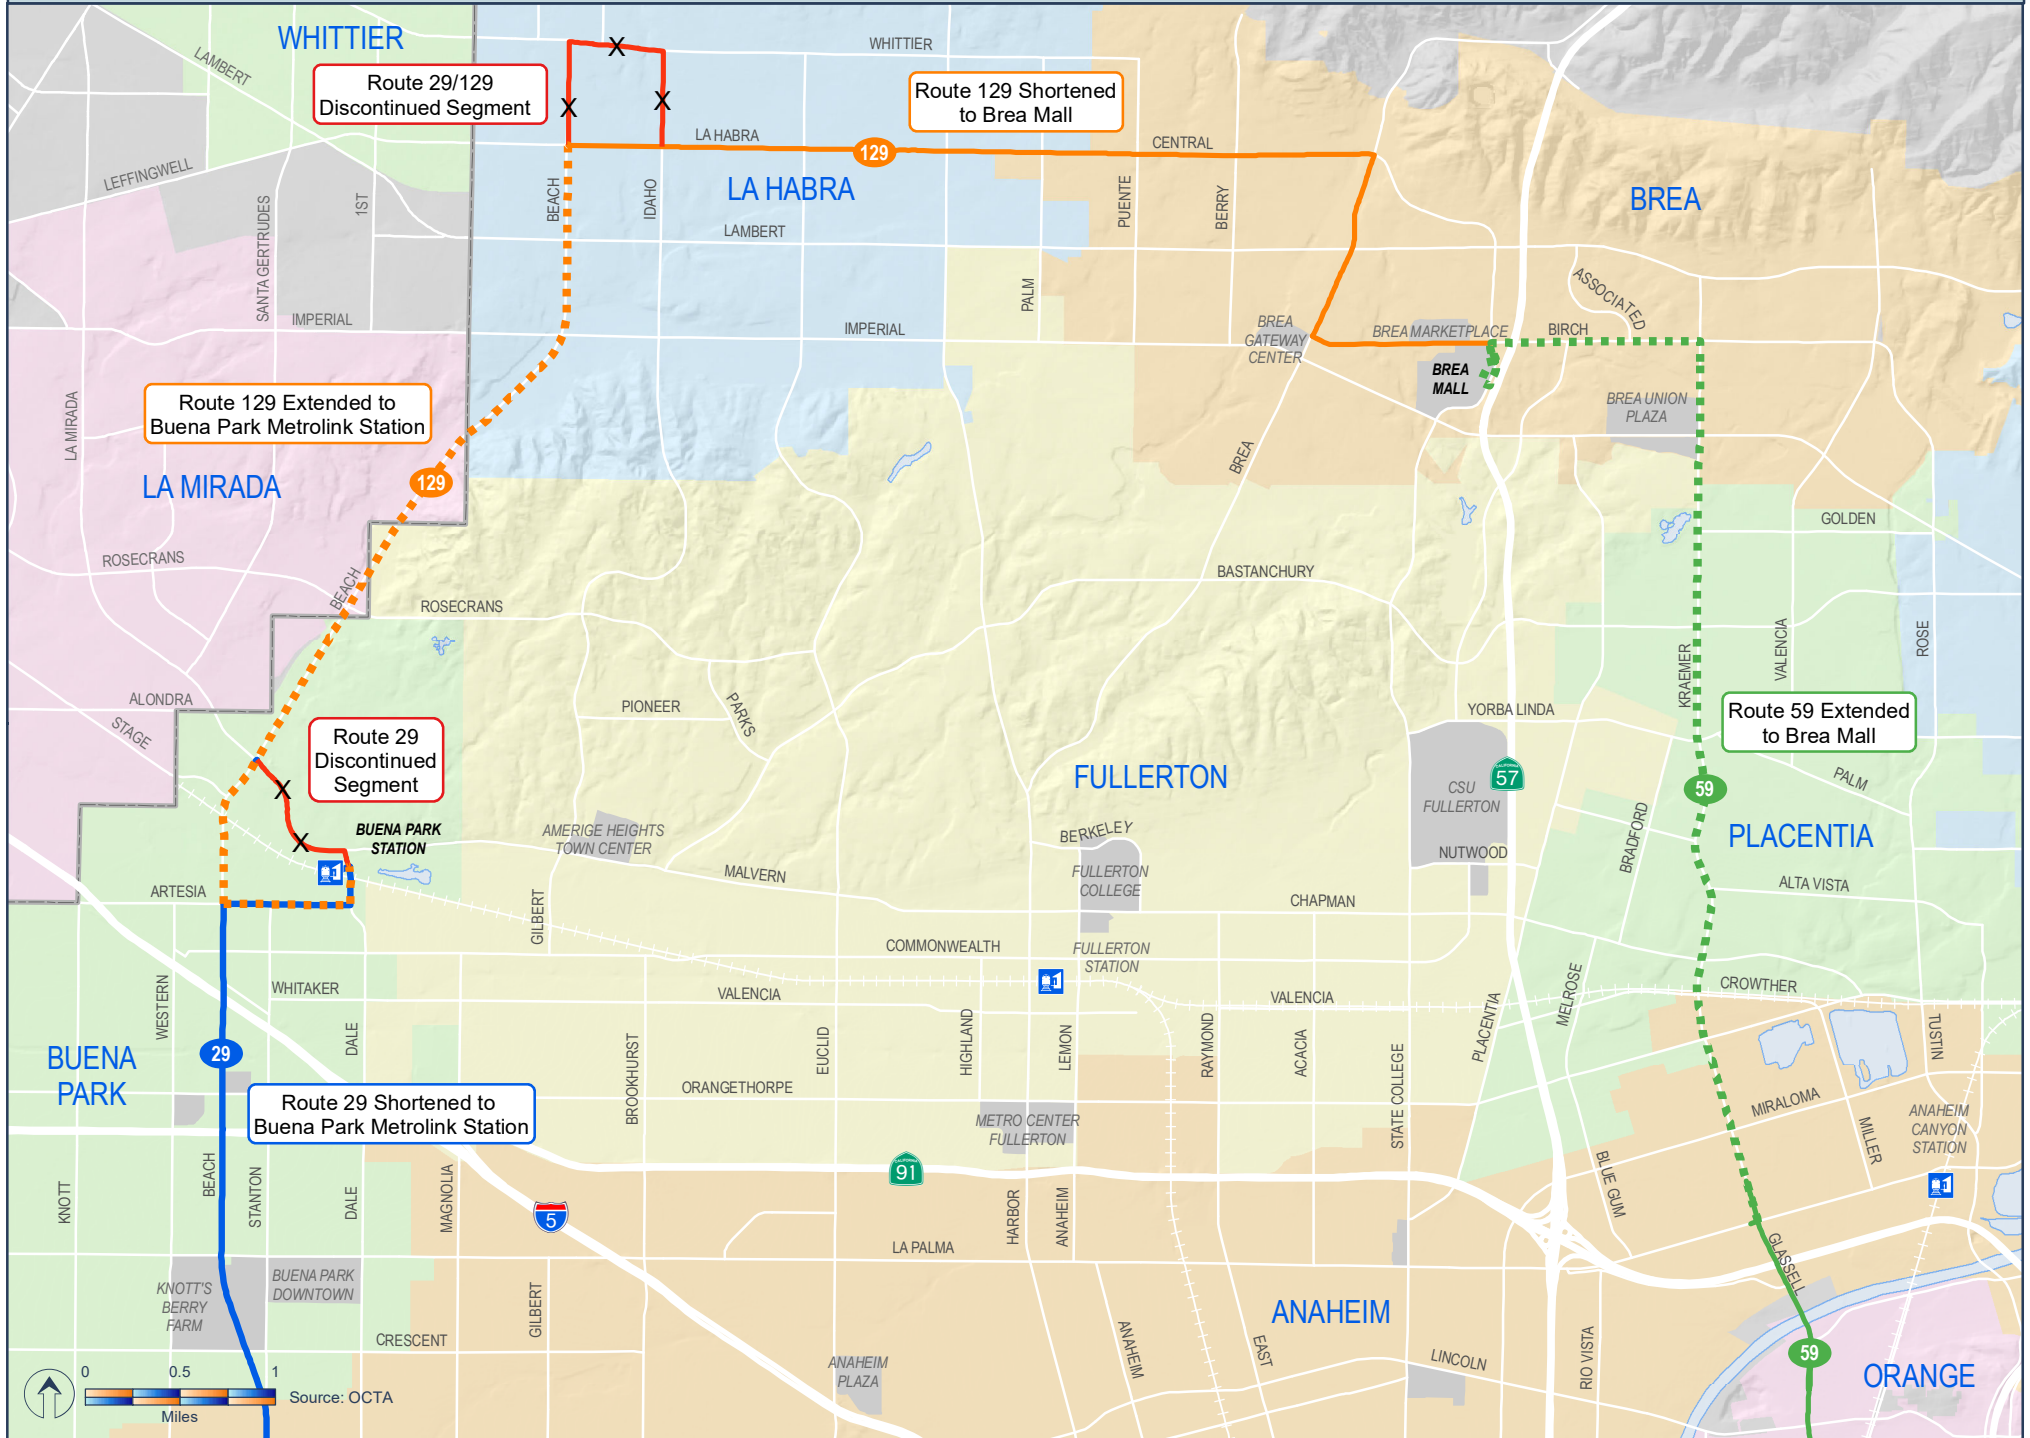 WHITTIER
LAMBERT
WHITTIER
Route 29/129
Discontinued Segment
X
X
X
Route 129 Shortened
to Brea Mall
LA HABRA
129
CENTRAL
LEFFINGWELL
SANTA GERTRUDES
1ST
BEACH
IDAHO
LA HABRA
PUENTE
BERRY
BREA
LAMBERT
PALM
ASSOCIATED
IMPERIAL
IMPERIAL
BREA
GATEWAY
CENTER
BREA MARKETPLACE
BIRCH
BREA
MALL
BREA UNION
PLAZA
LA MIRADA
Route 129 Extended to
Buena Park Metrolink Station
BREA
LA MIRADA
129
GOLDEN
ROSECRANS
BEACH
BASTANCHURY
ROSECRANS
KRAEMER
VALENCIA
ROSE
ALONDRA
STAGE
PIONEER
PARKS
YORBA LINDA
Route 59 Extended
to Brea Mall
Route 29
Discontinued
Segment
X
X
FULLERTON
CALIFORNIA
57
CSU
FULLERTON
59
PALM
BUENA PARK
STATION
AMERIGE HEIGHTS
TOWN CENTER
BERKELEY
BRADFORD
PLACENTIA
NUTWOOD
ARTESIA
MALVERN
FULLERTON
COLLEGE
ALTA VISTA
GILBERT
CHAPMAN
COMMONWEALTH
FULLERTON
STATION
WESTERN
WHITAKER
VALENCIA
VALENCIA
MELROSE
CROWTHER
29
DALE
BROOKHURST
EUCLID
HIGHLAND
LEMON
RAYMOND
ACACIA
STATE COLLEGE
PLACENTIA
TUSTIN
BUENA
PARK
ORANGETHORPE
Route 29 Shortened to
Buena Park Metrolink Station
METRO CENTER
FULLERTON
MIRALOMA
MILLER
ANAHEIM
CANYON
STATION
CALIFORNIA
91
KNOTT
BEACH
STANTON
DALE
MAGNOLIA
5
HARBOR
ANAHEIM
BLUE GUM
LA PALMA
GLASSELL
KNOTT'S
BERRY
FARM
BUENA PARK
DOWNTOWN
GILBERT
CRESCENT
ANAHEIM
ANAHEIM
EAST
LINCOLN
RIO VISTA
59
ANAHEIM
PLAZA
ORANGE
0
0.5
1
Miles
Source: OCTA